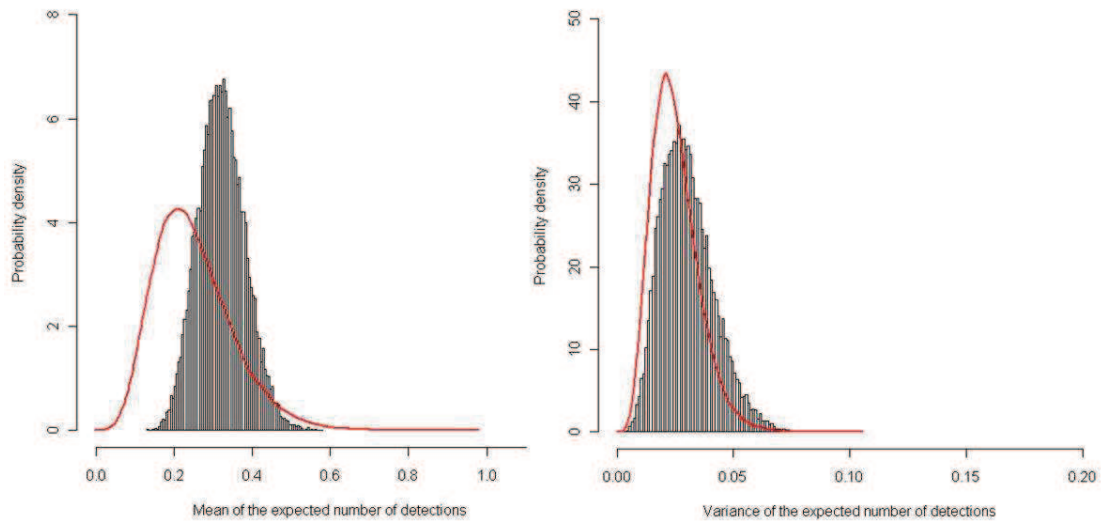 8
6
4
2
0
Probability density
0.0 0.2 0.4 0.6 0.8 1.0
Mean of the expected number of detections
50
40
30
20
10
0
Probability density
0.00 0.05 0.10 0.15 0.20
Variance of the expected number of detections